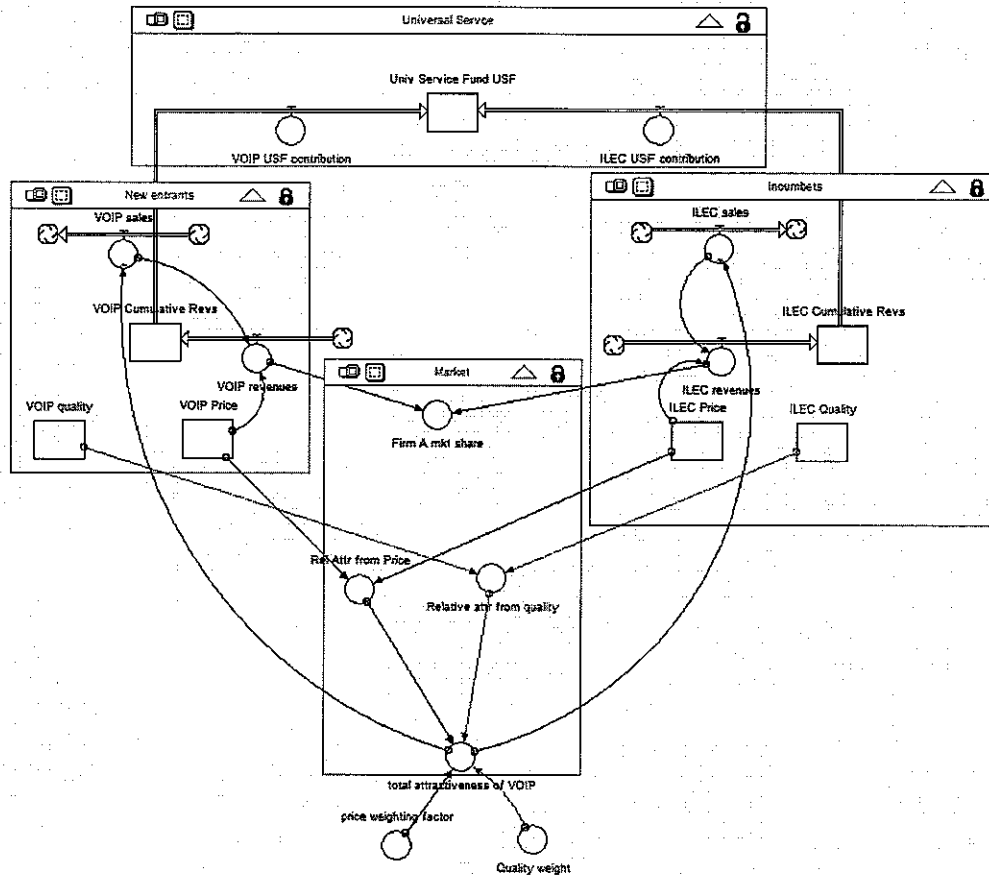 Universal Service
Univ Service Fund USF
VOIP USF contribution
ILEC USF contribution
New entrants
Incumbets
VOIP sales
ILEC sales
VOIP Cumulative Revs
ILEC Cumulative Revs
VOIP revenues
Market
ILEC revenues
VOIP quality
VOIP Price
ILEC Price
ILEC Quality
Firm A mkt share
Rel Attr from Price
Relative attr from quality
total attractiveness of VOIP
price weighting factor
Quality weight